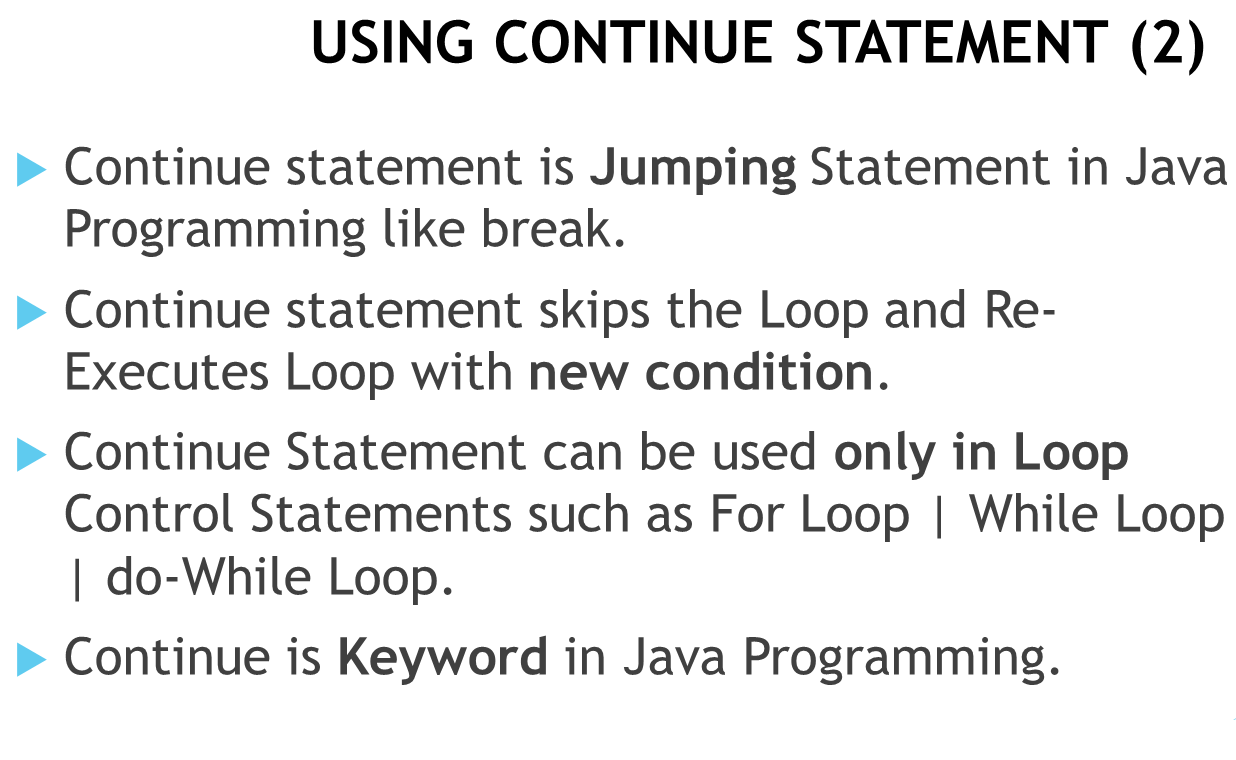 USING CONTINUE STATEMENT (2)
Continue statement is Jumping Statement in Java
Programming like break.
Continue statement skips the Loop and Re-
Executes Loop with new condition.
Continue Statement can be used only in Loop
Control Statements such as For Loop | While Loop
| do-While Loop.
Continue is Keyword in Java Programming.